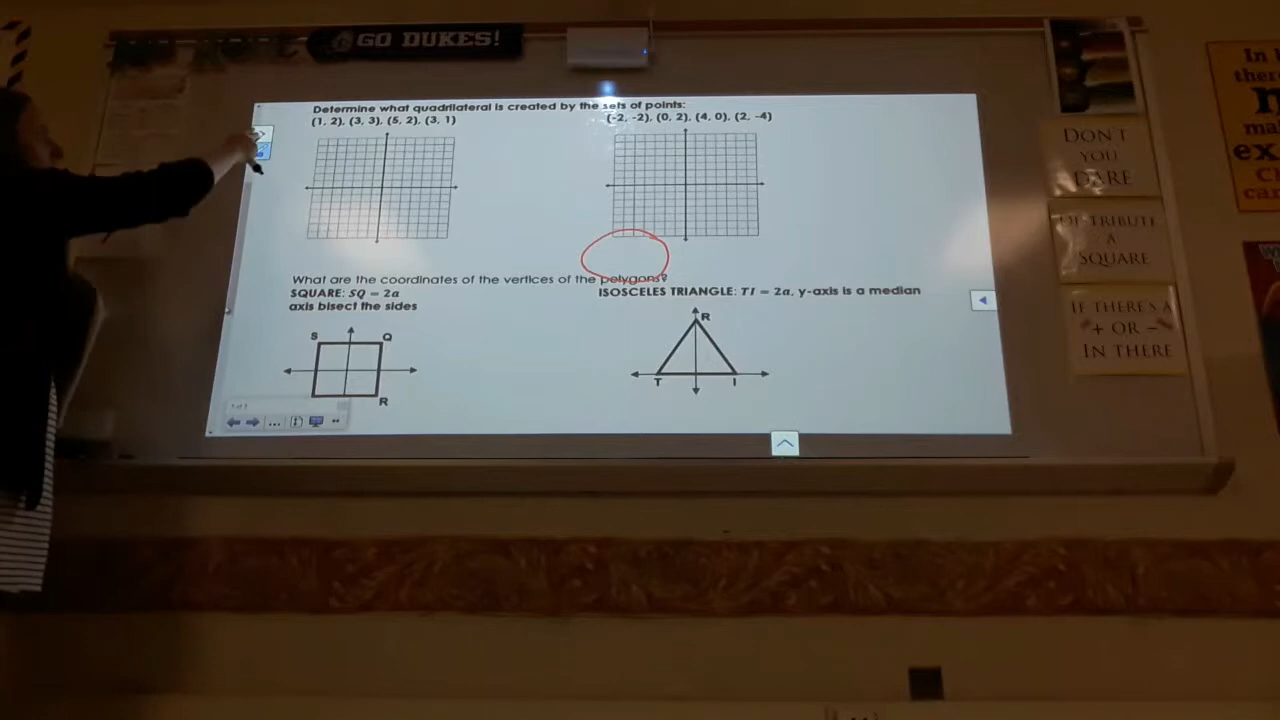 GO DUKES!
Determine what quadrilateral is created by the sets of points:
(1, 2), (3, 3), (5, 2), (3, 1)
(-2, -2), (0, 2), (4, 0), (2, -4)
What are the coordinates of the vertices of the polygons?
SQUARE: SQ = 2a
axis bisect the sides
ISOSCELES TRIANGLE: TI = 2a, y-axis is a median
S
Q
R
R
T
I
DON'T
YOU
DARE
DISTRIBUTE
A
SQUARE
IF THERE'S A
+ OR -
IN THERE
In
ma
ex